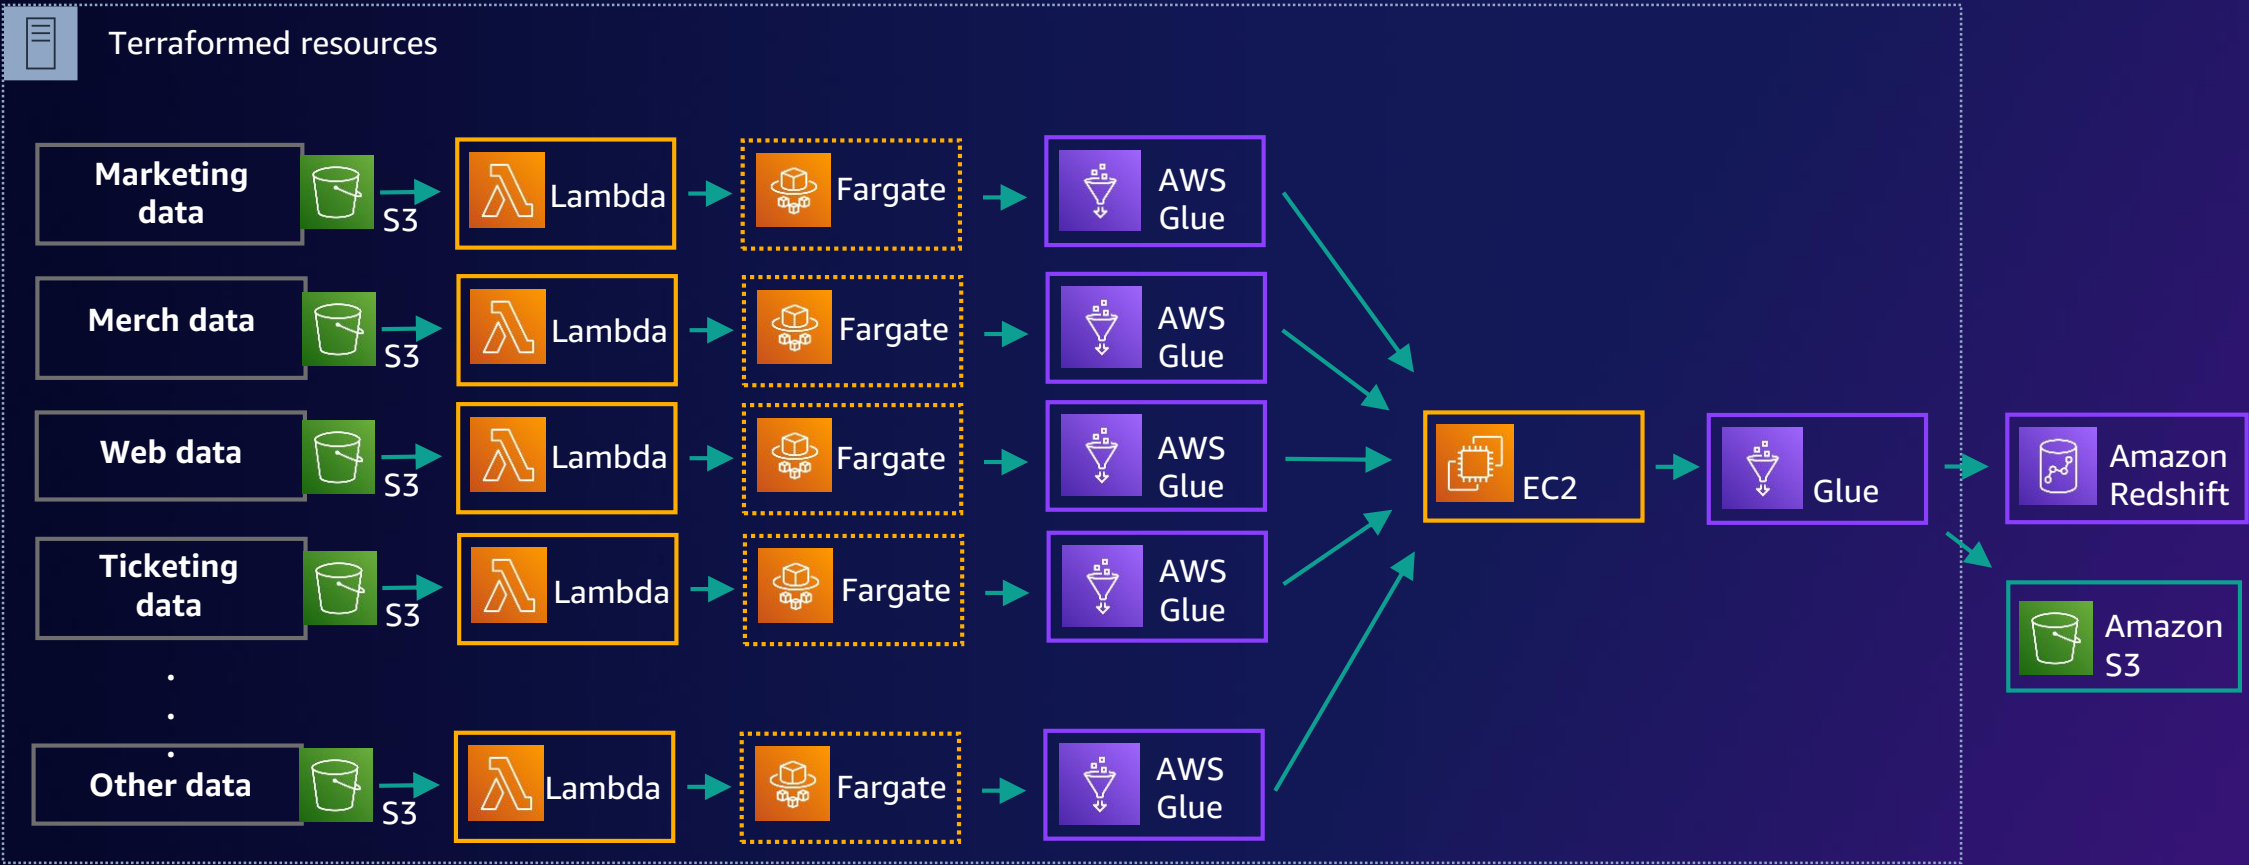 Terraformed resources
Marketing
data
S3
Lambda
Fargate
AWS
Glue
Merch data
S3
Lambda
Fargate
AWS
Glue
Web data
S3
Lambda
Fargate
AWS
Glue
EC2
Glue
Amazon
Redshift
Ticketing
data
S3
Lambda
Fargate
AWS
Glue
Amazon
S3
Other data
S3
Lambda
Fargate
AWS
Glue